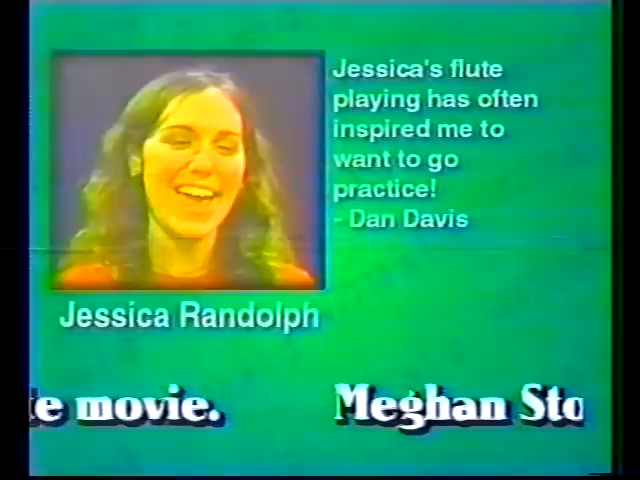 Jessica's flute
playing has often
inspired me to
want to go
practice!
- Dan Davis
Jessica Randolph
e movie. Meghan Sto